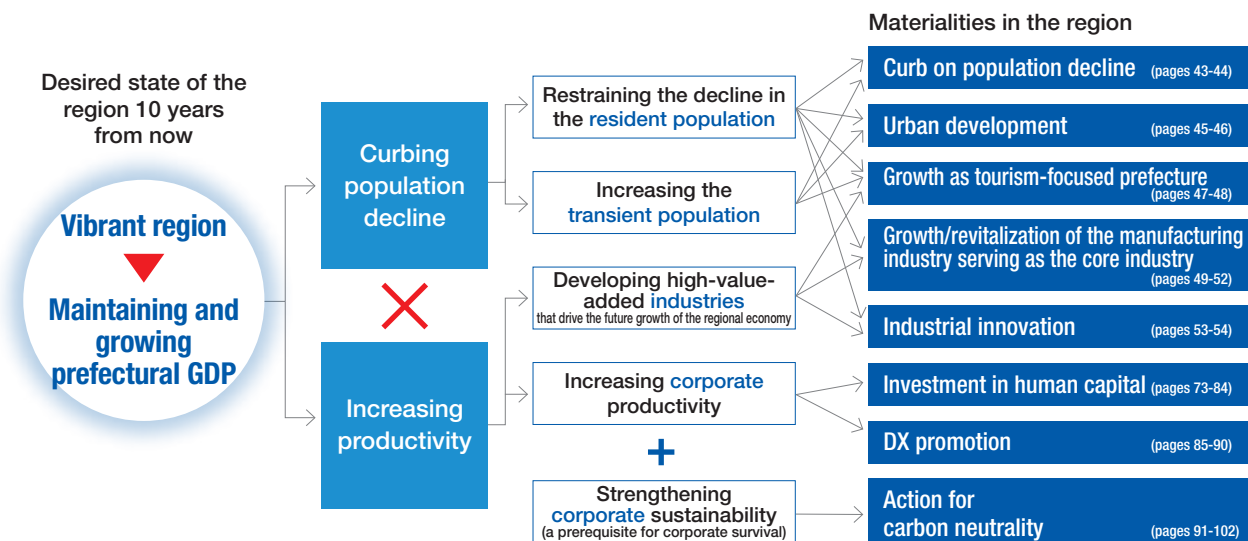 Materialities in the region
Desired state of the
region 10 years
from now
Vibrant region
Maintaining and
growing
prefectural GDP
Curbing
population
decline
Increasing
productivity
Restraining the decline in
the resident population
Increasing the
transient population
Developing high-value-
added industries
that drive the future growth of the regional economy
Increasing corporate
productivity
+
Strengthening
corporate sustainability
(a prerequisite for corporate survival)
Curb on population decline (pages 43-44)
Urban development (pages 45-46)
Growth as tourism-focused prefecture
(pages 47-48)
Growth/revitalization of the manufacturing
industry serving as the core industry
(pages 49-52)
Industrial innovation (pages 53-54)
Investment in human capital (pages 73-84)
DX promotion (pages 85-90)
Action for
carbon neutrality (pages 91-102)